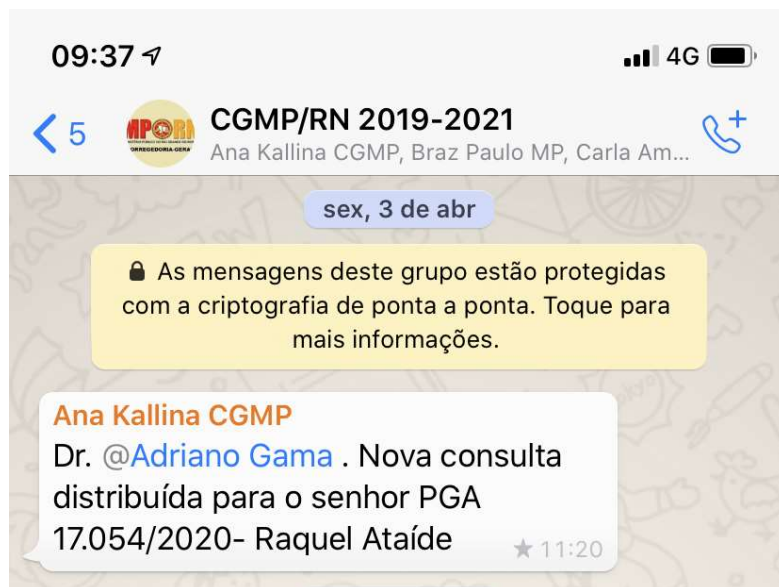 09:37
4G
5
CGMP/RN 2019-2021
Ana Kallina CGMP, Braz Paulo MP, Carla Am...
sex, 3 de abr
As mensagens deste grupo estão protegidas
com a criptografia de ponta a ponta. Toque para
mais informações.
Ana Kallina CGMP
Dr. @Adriano Gama . Nova consulta
distribuída para o senhor PGA
17.054/2020- Raquel Ataíde
11:20